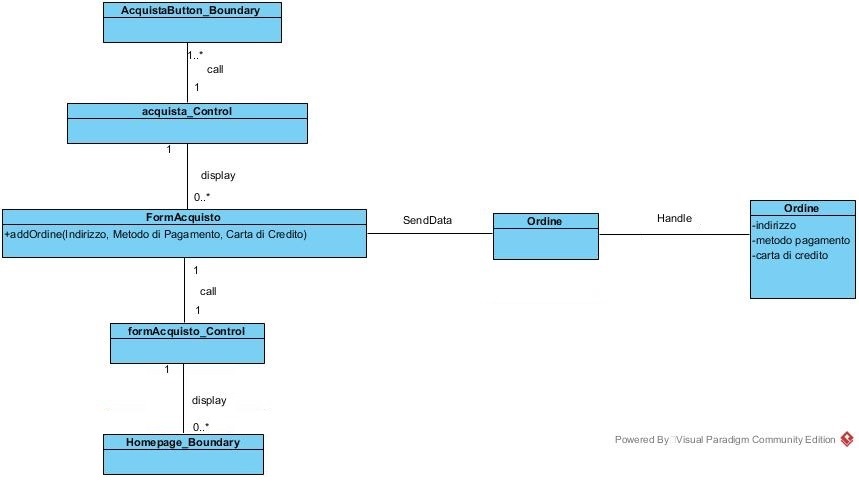 AcquistaButton_Boundary
1..*
call
1
acquista_Control
1
display
0..*
FormAcquisto
+addOrdine(Indirizzo, Metodo di Pagamento, Carta di Credito)
SendData
Ordine
Handle
Ordine
-indirizzo
-metodo pagamento
-carta di credito
1
call
1
formAcquisto_Control
1
display
0..*
Homepage_Boundary
Powered By Visual Paradigm Community Edition